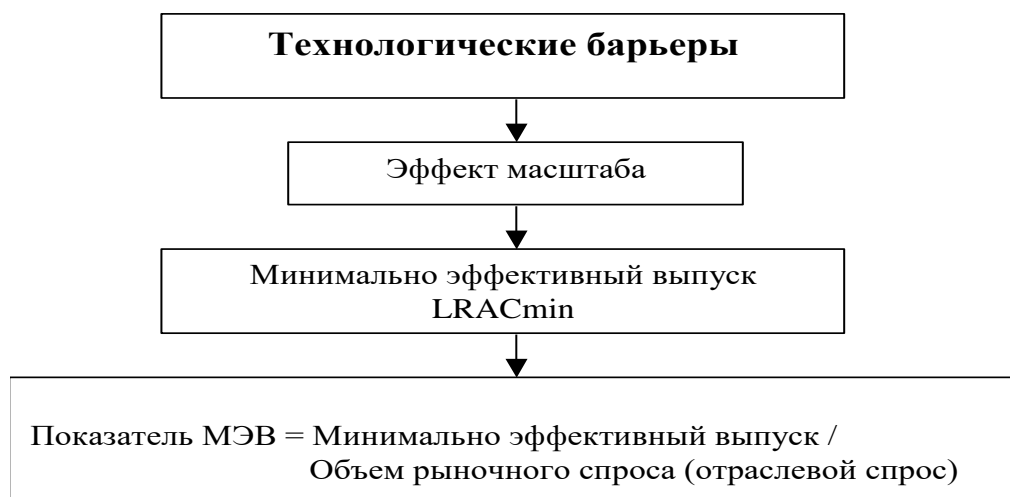 Технологические барьеры
Эффект масштаба
Минимально эффективный выпуск
LRACmin
Показатель МЭВ = Минимально эффективный выпуск /
Объем рыночного спроса (отраслевой спрос)